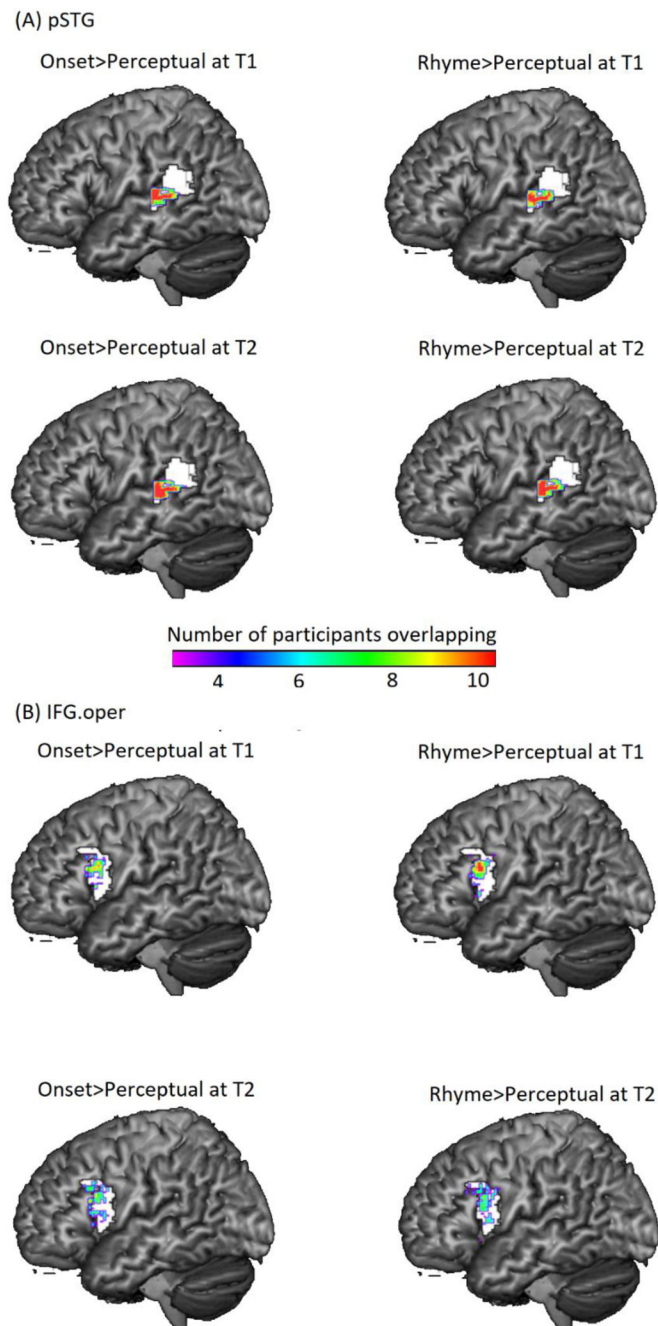 (A) pSTG
Onset>Perceptual at T1
Rhyme>Perceptual at T1
Onset>Perceptual at T2
Rhyme>Perceptual at T2
Number of participants overlapping
4 6 8 10
(B) IFG.oper
Onset>Perceptual at T1
Rhyme>Perceptual at T1
Onset>Perceptual at T2
Rhyme>Perceptual at T2